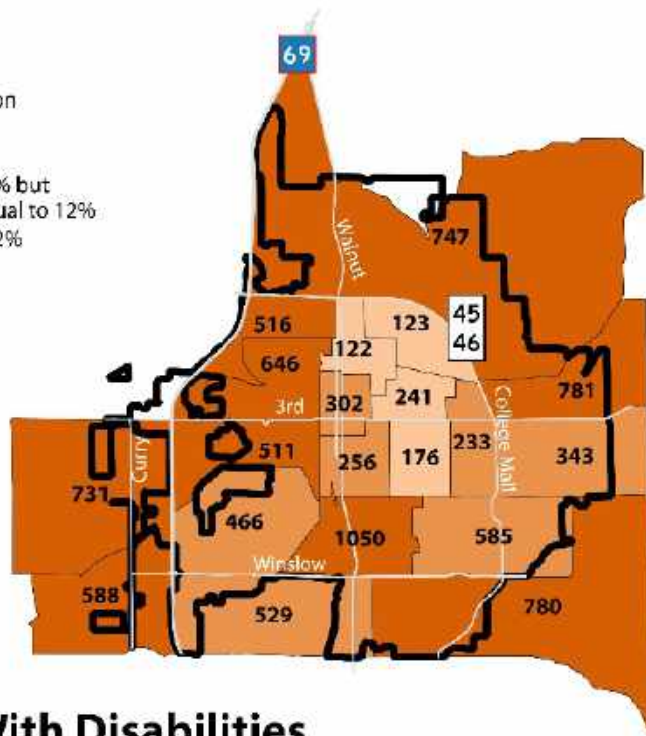 69
on
% but
ual to 12%
2%
Walnut
747
516
123
45
46
122
646
781
241
302
3rd
College Mall
Curry
511
233
343
256
176
731
466
1050
585
Winslow
588
529
780
With Disabilities